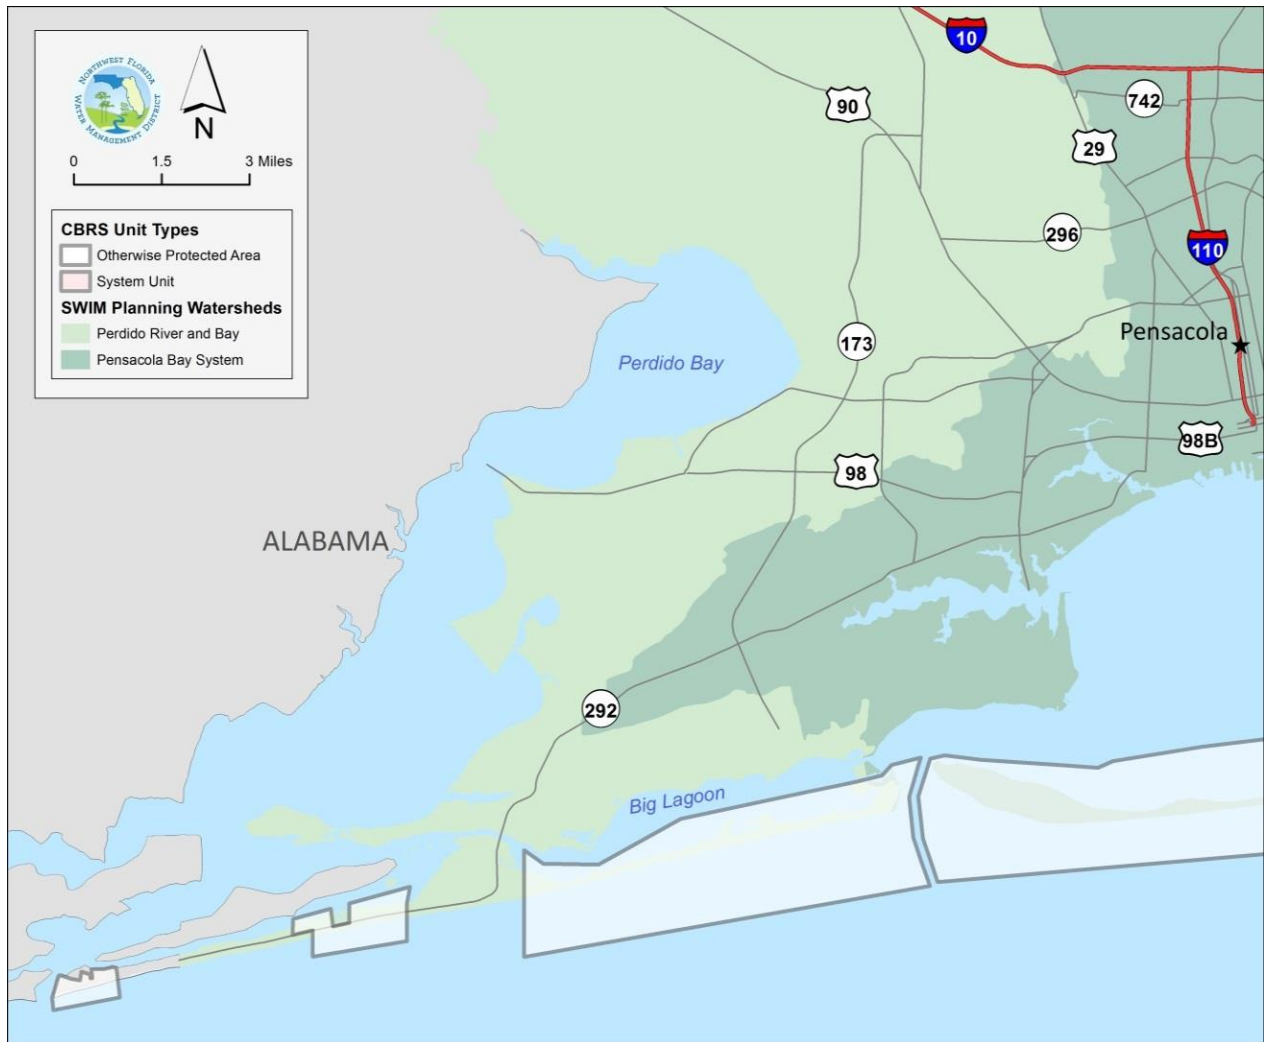 NORTHWEST FLORIDA
WATER MANAGEMENT DISTRICT
N
0 1.5 3 Miles
CBRS Unit Types
Otherwise Protected Area
System Unit
SWIM Planning Watersheds
Perdido River and Bay
Pensacola Bay System
10
90
742
29
296
110
173
Pensacola
Perdido Bay
98B
98
ALABAMA
292
Big Lagoon